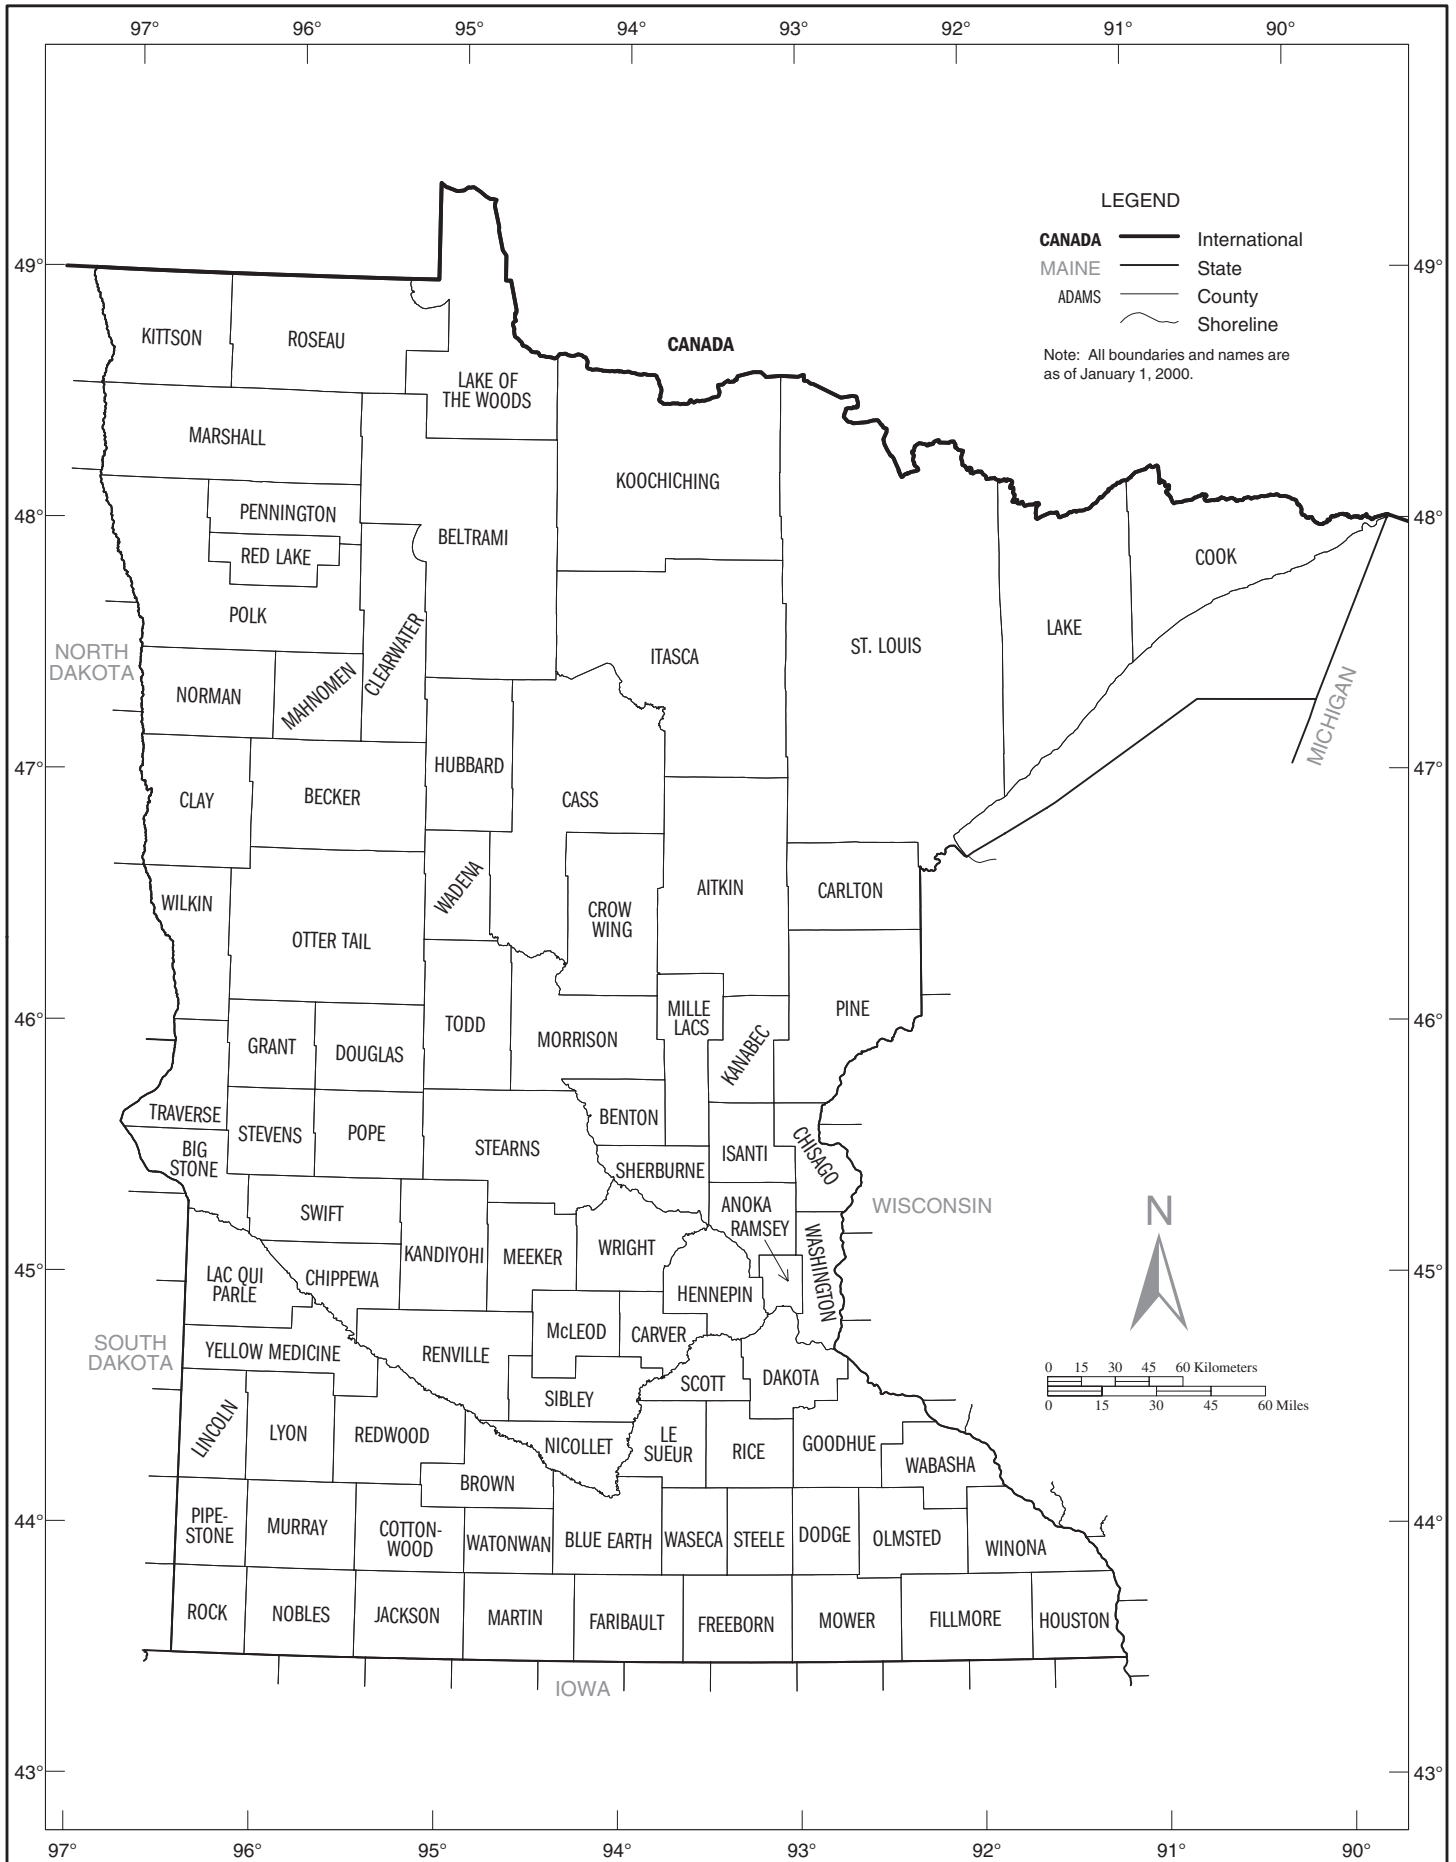 97° 96° 95° 94° 93° 92° 91° 90°
LEGEND
CANADA International
MAINE State
ADAMS County
Shoreline
Note: All boundaries and names are
as of January 1, 2000.
49° 49°
KITTSON
ROSEAU
CANADA
LAKE OF
THE WOODS
MARSHALL
KOOCHICHING
PENNINGTON
48° 48°
BELTRAMI
RED LAKE
COOK
POLK
CLEARWATER
LAKE
ST. LOUIS
ITASCA
NORTH
DAKOTA
NORMAN
MAHNOMEN
MICHIGAN
47° 47°
HUBBARD
CLAY
BECKER
CASS
WADENA
AITKIN
CARLTON
WILKIN
CROW
WING
OTTER TAIL
46° 46°
MILLE
LACS
PINE
TODD
MORRISON
KANABEC
GRANT
DOUGLAS
TRAVERSE
BENTON
STEVENS
POPE
STEARNS
ISANTI
CHISAGO
BIG
STONE
SHERBURNE
ANOKA
RAMSEY
WISCONSIN
N
SWIFT
KANDIYOHI
MEEKER
WRIGHT
WASHINGTON
45° 45°
LAC QUI
PARLE
CHIPPEWA
HENNEPIN
McLEOD
CARVER
SOUTH
DAKOTA
YELLOW MEDICINE
RENVILLE
0 15 30 45 60 Kilometers
0 15 30 45 60 Miles
SCOTT
DAKOTA
SIBLEY
LINCOLN
LYON
REDWOOD
NICOLLET
LE
SUEUR
RICE
GOODHUE
WABASHA
BROWN
44° 44°
PIPE-
STONE
MURRAY
COTTON-
WOOD
WATONWAN
BLUE EARTH
WASECA
STEELE
DODGE
OLMSTED
WINONA
ROCK
NOBLES
JACKSON
MARTIN
FARIBAULT
FREEBORN
MOWER
FILLMORE
HOUSTON
IOWA
43° 43°
97° 96° 95° 94° 93° 92° 91° 90°